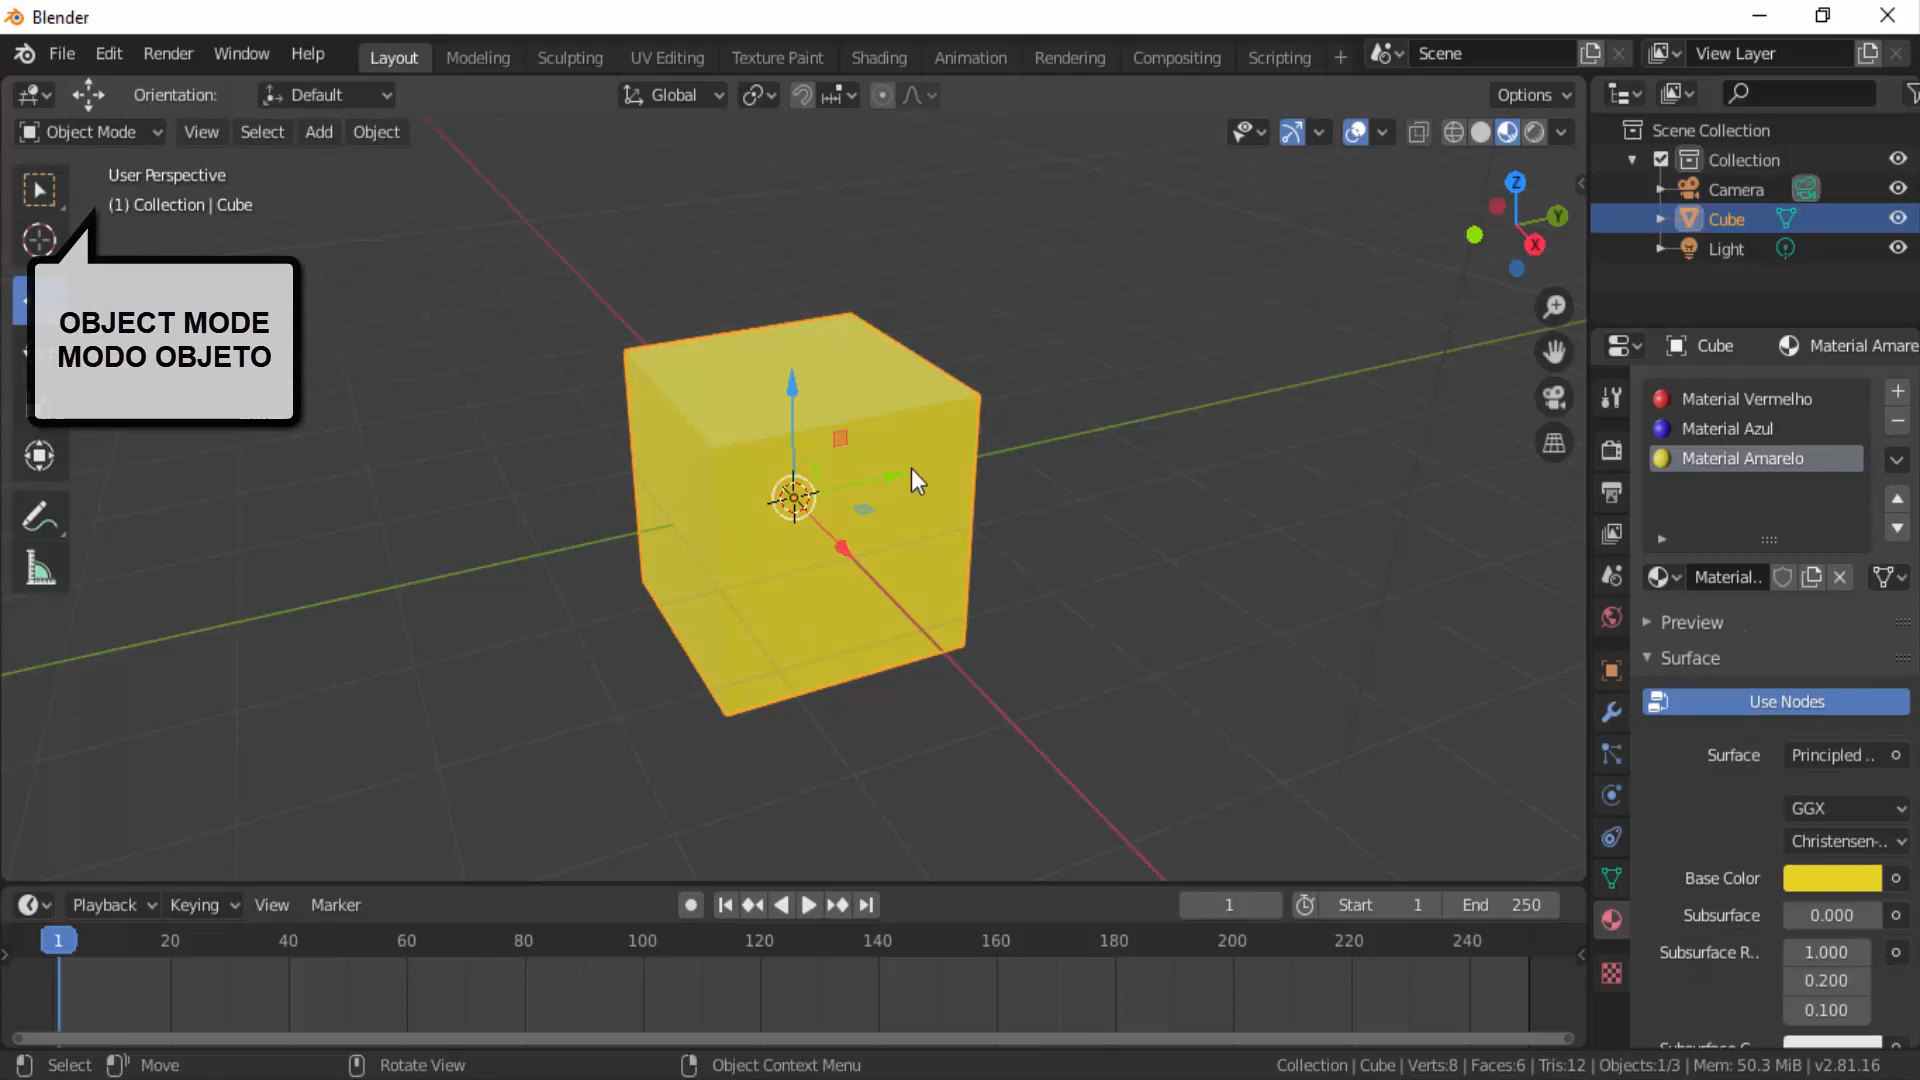 Blender
File Edit Render Window Help Layout Modeling Sculpting UV Editing Texture Paint Shading Animation Rendering Compositing Scripting + Scene View Layer
Orientation: Default Global Options
Object Mode View Select Add Object
User Perspective
(1) Collection | Cube
OBJECT MODE
MODO OBJETO
Z
Y
X
Scene Collection
Collection
Camera
Cube
Light
Cube Material Amare
Material Vermelho
Material Azul
Material Amarelo
Material..
Preview
Surface
Use Nodes
Surface Principled ..
GGX
Christensen-..
Base Color
Subsurface 0.000
Subsurface R.. 1.000
0.200
0.100
Playback Keying View Marker 1 Start 1 End 250
1 20 40 60 80 100 120 140 160 180 200 220 240
Select Move Rotate View Object Context Menu Collection | Cube | Verts:8 | Faces:6 | Tris:12 | Objects:1/3 | Mem: 50.3 MiB | v2.81.16